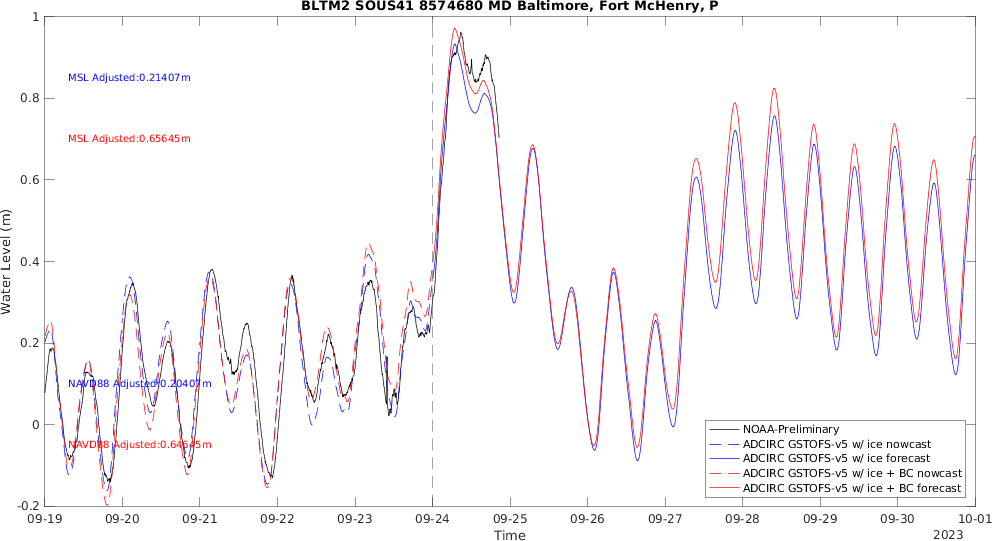 BLTM2 SOUS41 8574680 MD Baltimore, Fort McHenry, P
MSL Adjusted:0.21407m
MSL Adjusted:0.65645m
NAVD88 Adjusted:0.20407m
NAVD88 Adjusted:0.64645m
Water Level (m)
1
0.8
0.6
0.4
0.2
0
-0.2
NOAA-Preliminary
ADCIRC GSTOFS-v5 w/ ice nowcast
ADCIRC GSTOFS-v5 w/ ice forecast
ADCIRC GSTOFS-v5 w/ ice + BC nowcast
ADCIRC GSTOFS-v5 w/ ice + BC forecast
09-19 09-20 09-21 09-22 09-23 09-24 09-25 09-26 09-27 09-28 09-29 09-30 10-01
Time
2023